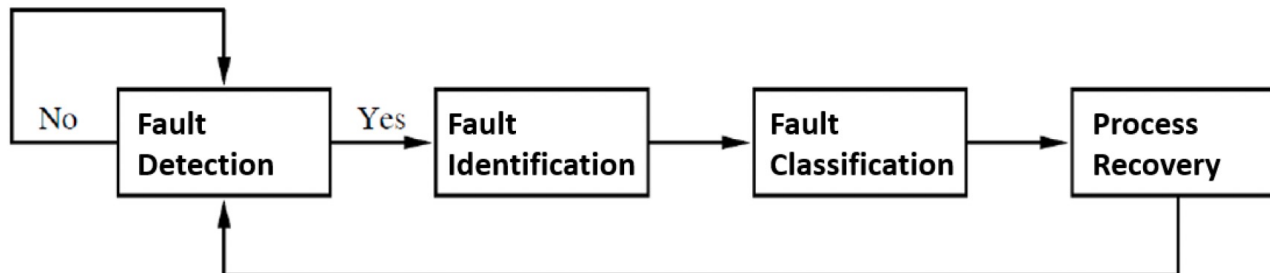 No
Fault
Detection
Yes
Fault
Identification
Fault
Classification
Process
Recovery